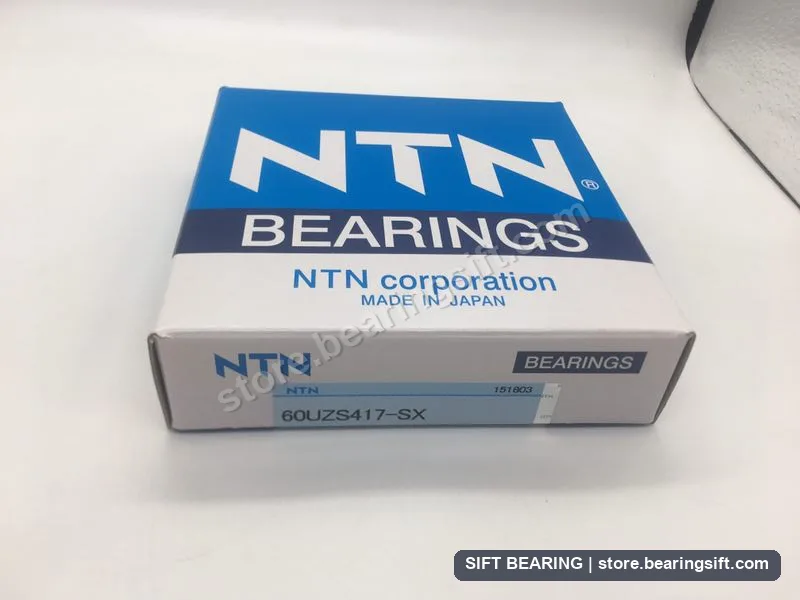 NTN®
BEARINGS
NTN corporation
MADE IN JAPAN
NTN
BEARINGS
NTN
151803
60UZS417-SX
store.bearingsift.com
SIFT BEARING | store.bearingsift.com